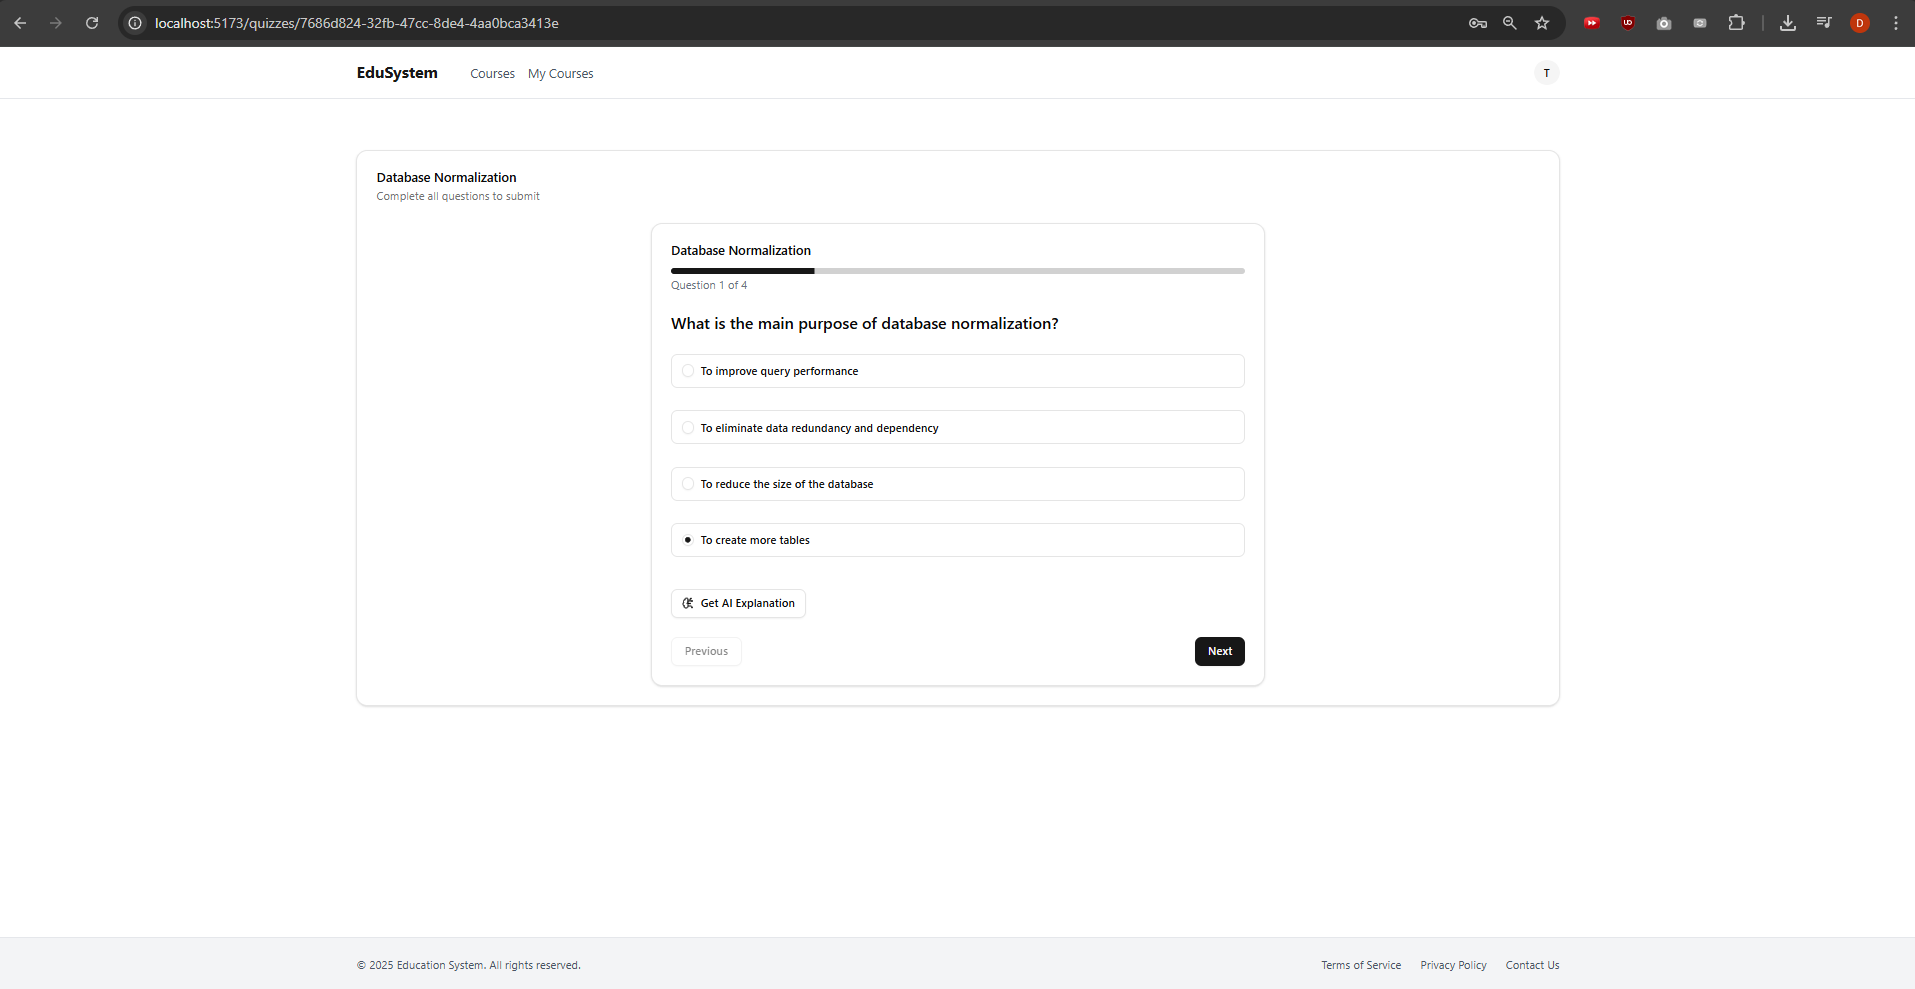 localhost:5173/quizzes/7686d824-32fb-47cc-8de4-4aa0bca3413e
D
EduSystem
Courses
My Courses
T
Database Normalization
Complete all questions to submit
Database Normalization
Question 1 of 4
What is the main purpose of database normalization?
To improve query performance
To eliminate data redundancy and dependency
To reduce the size of the database
To create more tables
Get AI Explanation
Previous
Next
© 2025 Education System. All rights reserved.
Terms of Service
Privacy Policy
Contact Us